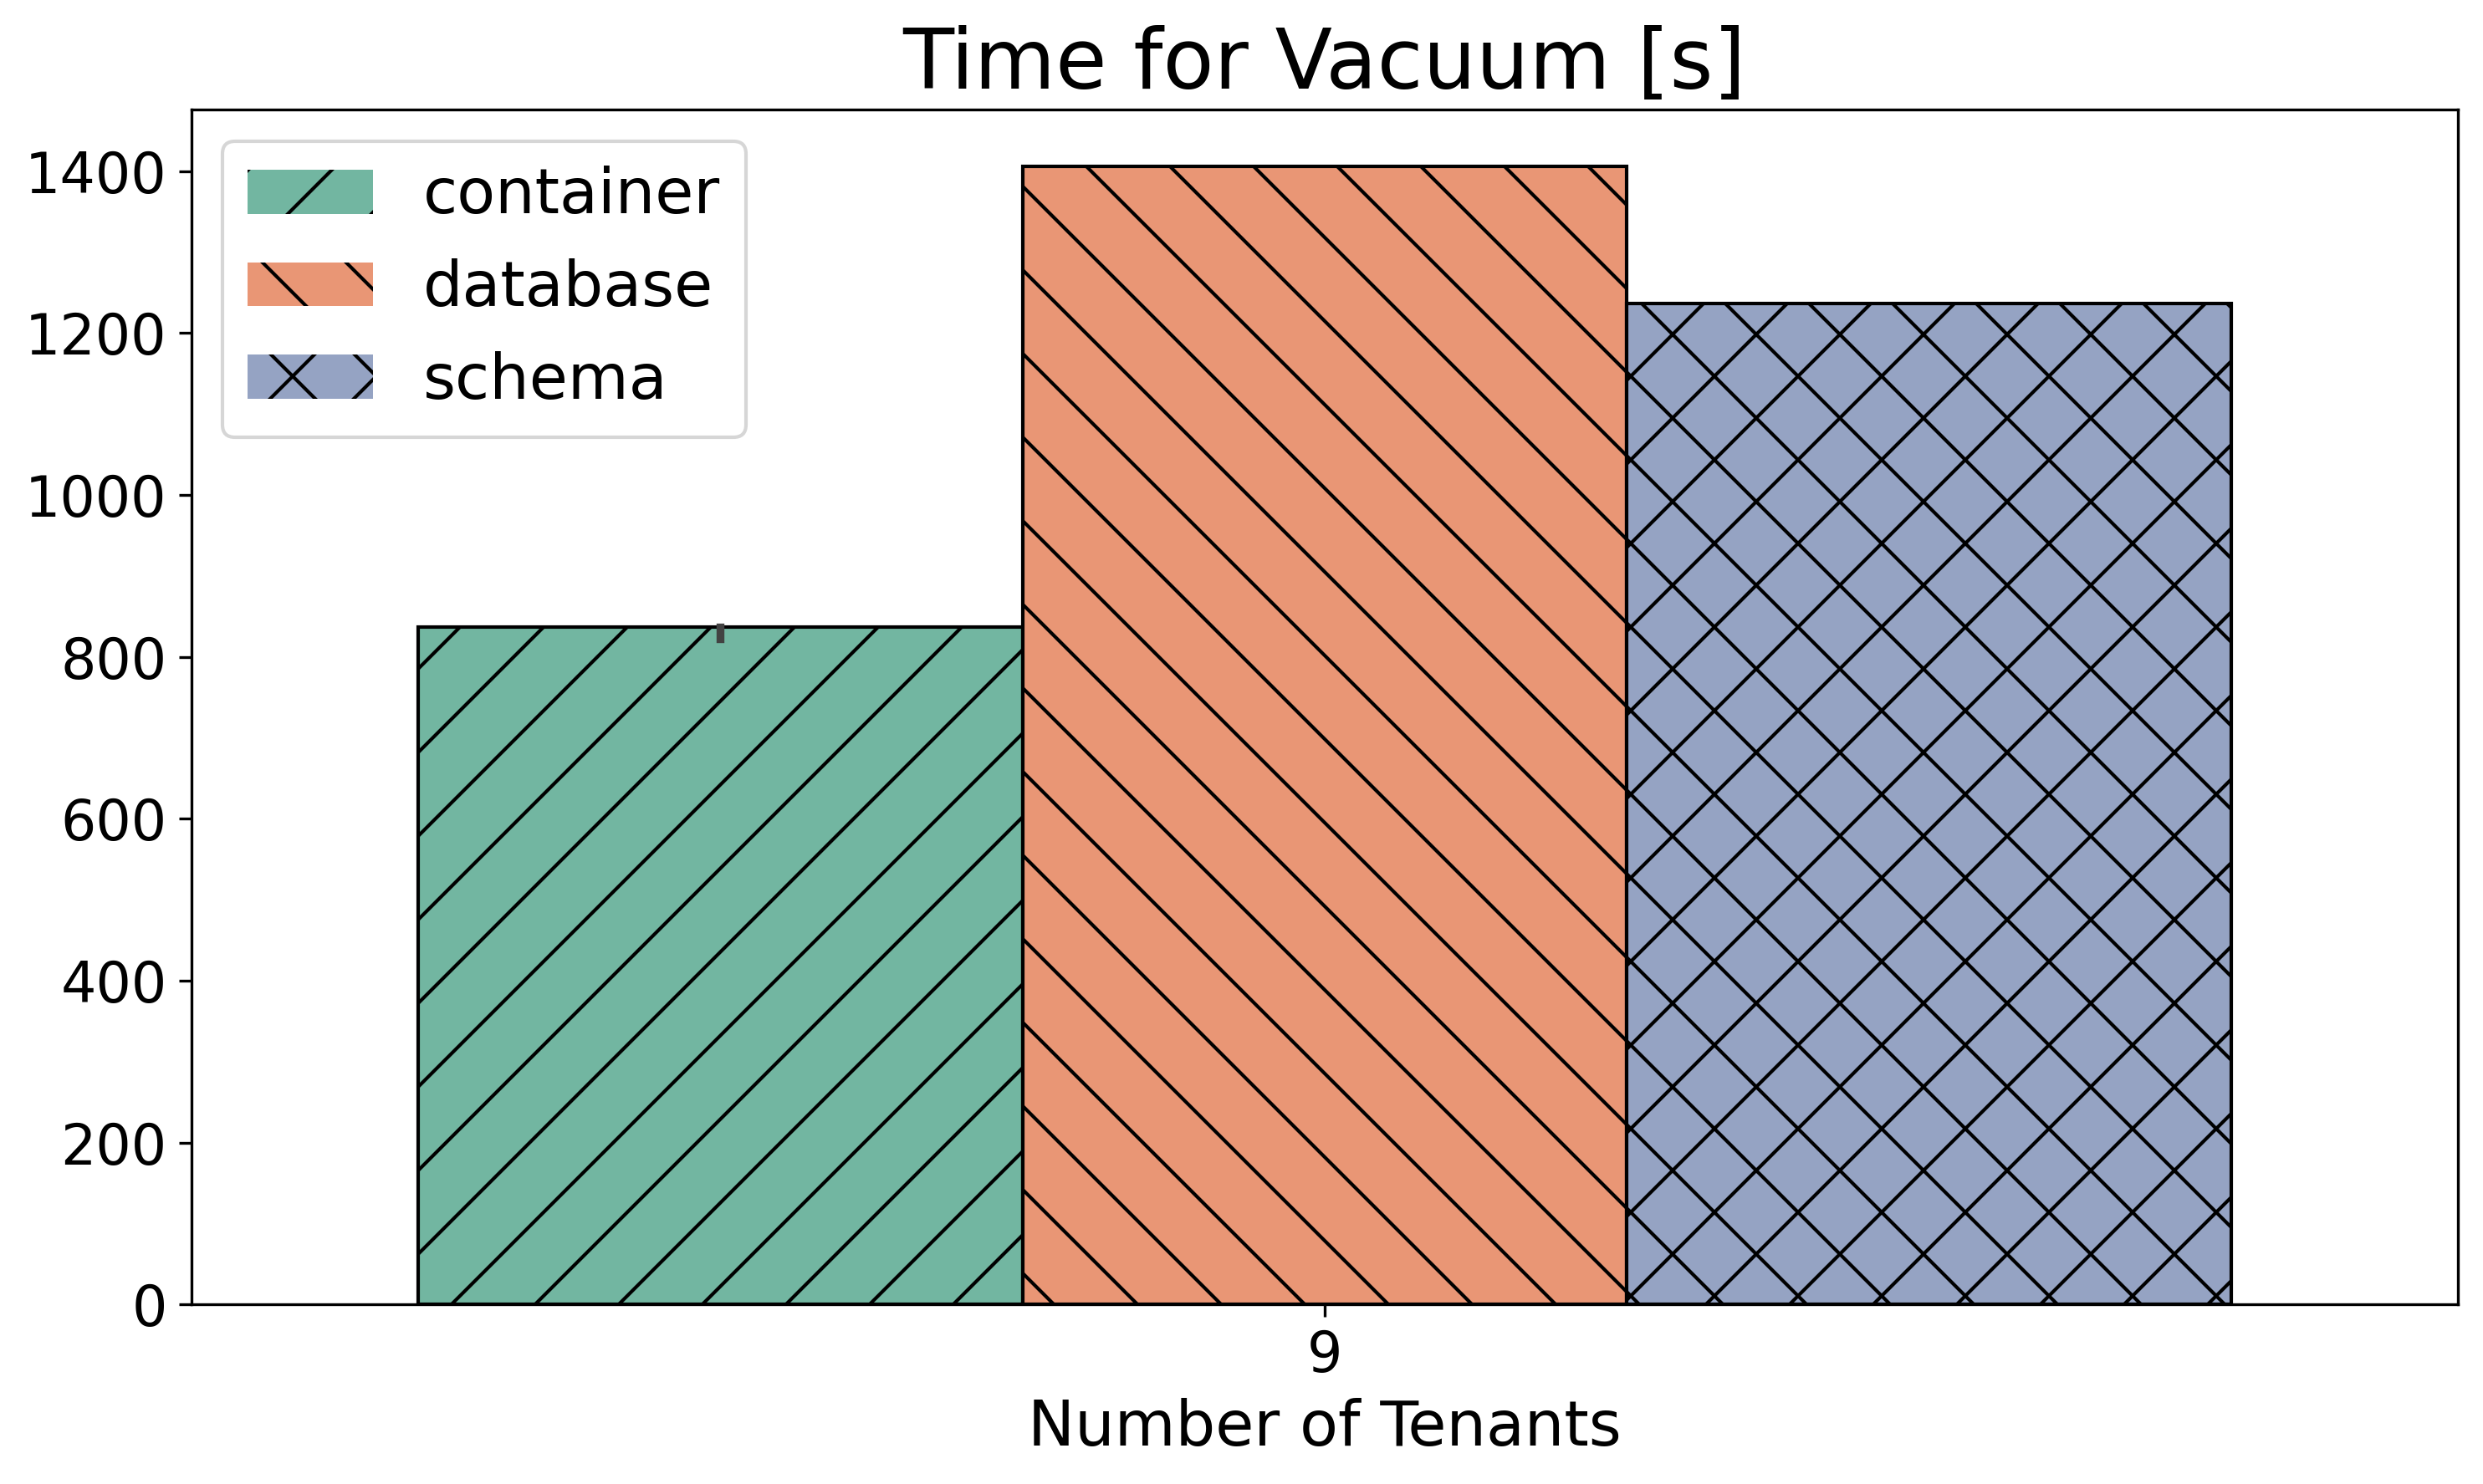 Time for Vacuum [s]
1400
1200
1000
800
600
400
200
0
container
database
schema
9
Number of Tenants